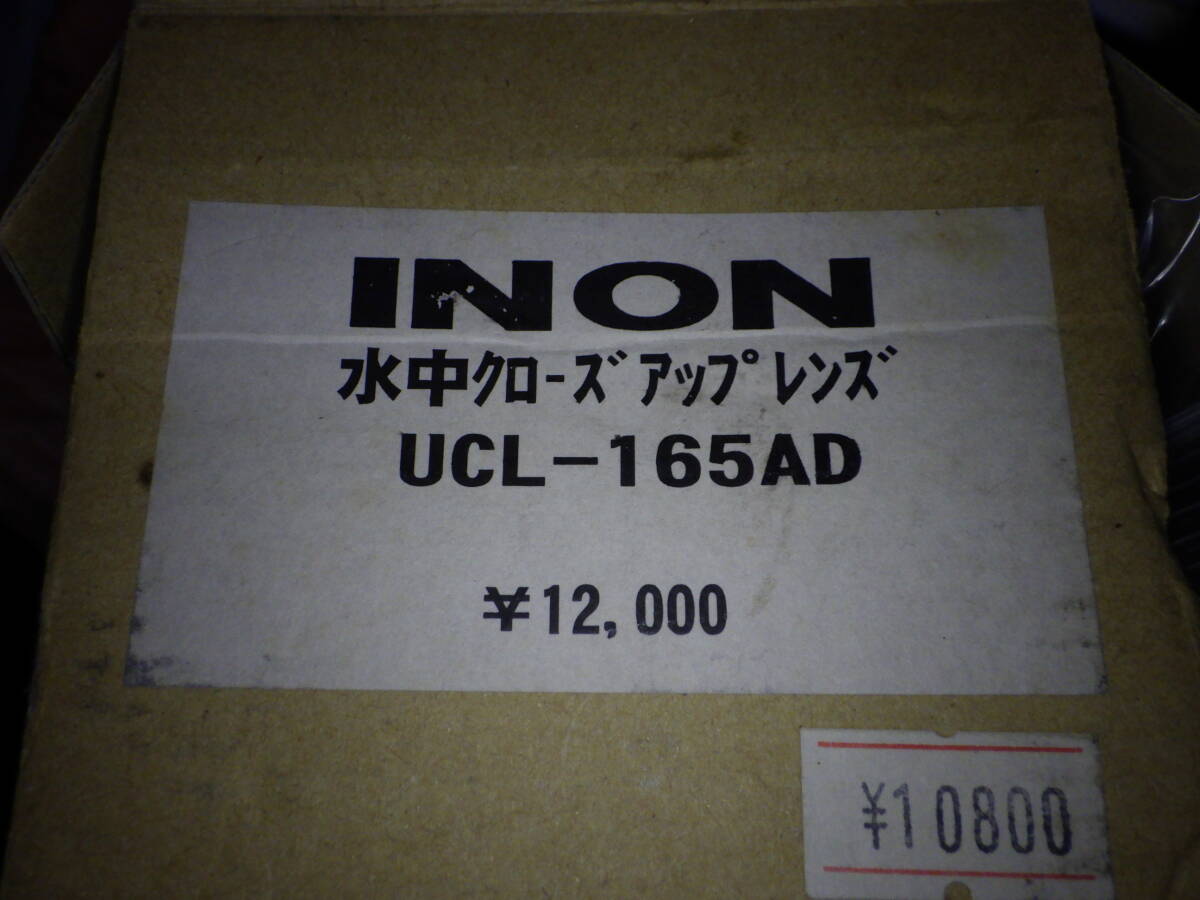 INON
水中ｸﾛｰｽﾞｱｯﾌﾟﾚﾝｽﾞ
UCL-165AD
¥12,000
¥10800